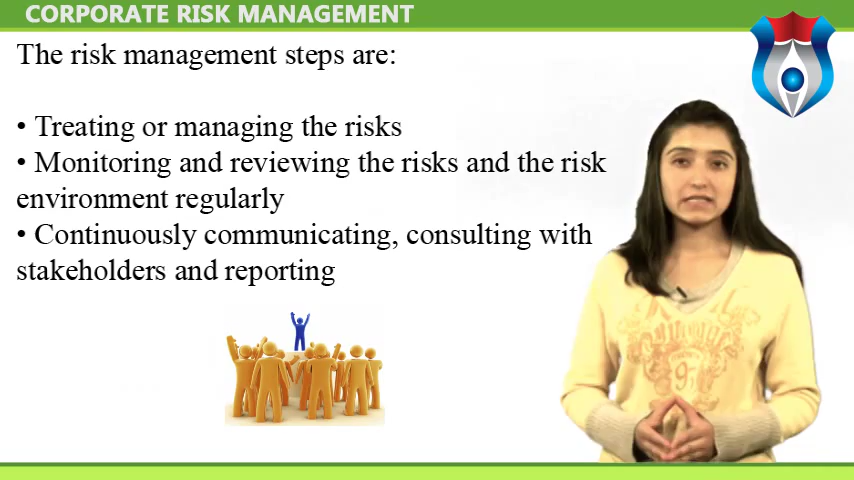 CORPORATE RISK MANAGEMENT
The risk management steps are:
• Treating or managing the risks
• Monitoring and reviewing the risks and the risk
environment regularly
• Continuously communicating, consulting with
stakeholders and reporting